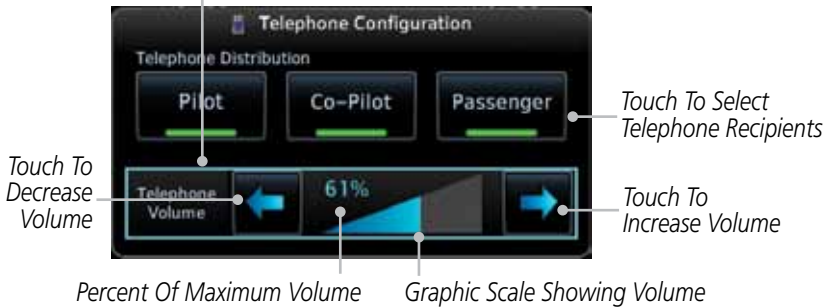 Telephone Configuration
Telephone Distribution
Pilot
Co-Pilot
Passenger
Touch To Select
Telephone Recipients
Touch To
Decrease
Volume
Telephone
Volume
61%
Touch To
Increase Volume
Percent Of Maximum Volume
Graphic Scale Showing Volume